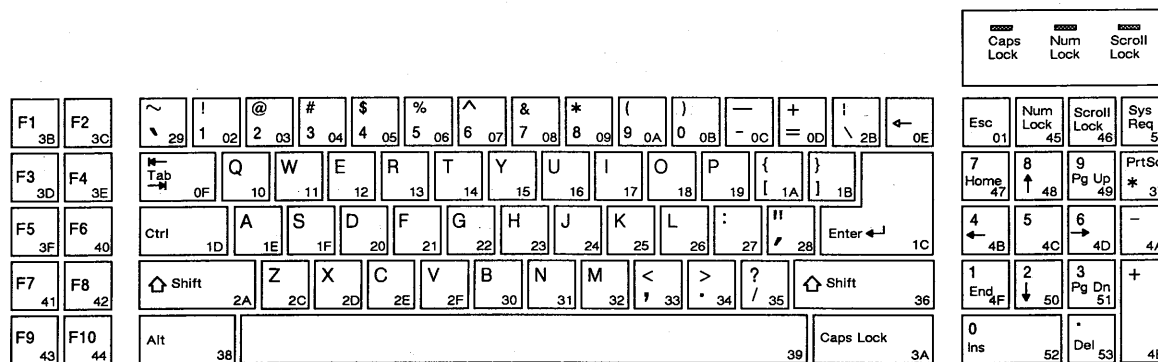 Caps Lock Num Lock Scroll Lock
F1 3B F2 3C ~ ` 29 ! 1 02 @ 2 03 # 3 04 $ 4 05 % 5 06 ^ 6 07 & 7 08 * 8 09 ( 9 0A ) 0 0B — - 0C + = 0D ¦ \ 2B ← 0E Esc 01 Num Lock 45 Scroll Lock 46 Sys Req
F3 3D F4 3E Tab 0F Q 10 W 11 E 12 R 13 T 14 Y 15 U 16 I 17 O 18 P 19 { [ 1A } ] 1B 7 Home 47 8 ↑ 48 9 Pg Up 49 *
F5 3F F6 40 Ctrl 1D A 1E S 1F D 20 F 21 G 22 H 23 J 24 K 25 L 26 : ; 27 " ' 28 Enter ↵ 1C 4 ← 4B 5 4C 6 → 4D -
F7 41 F8 42 Shift 2A Z 2C X 2D C 2E V 2F B 30 N 31 M 32 < , 33 > . 34 ? / 35 Shift 36 1 End 4F 2 ↓ 50 3 Pg Dn 51 +
F9 43 F10 44 Alt 38 39 Caps Lock 3A 0 Ins 52 . Del 53